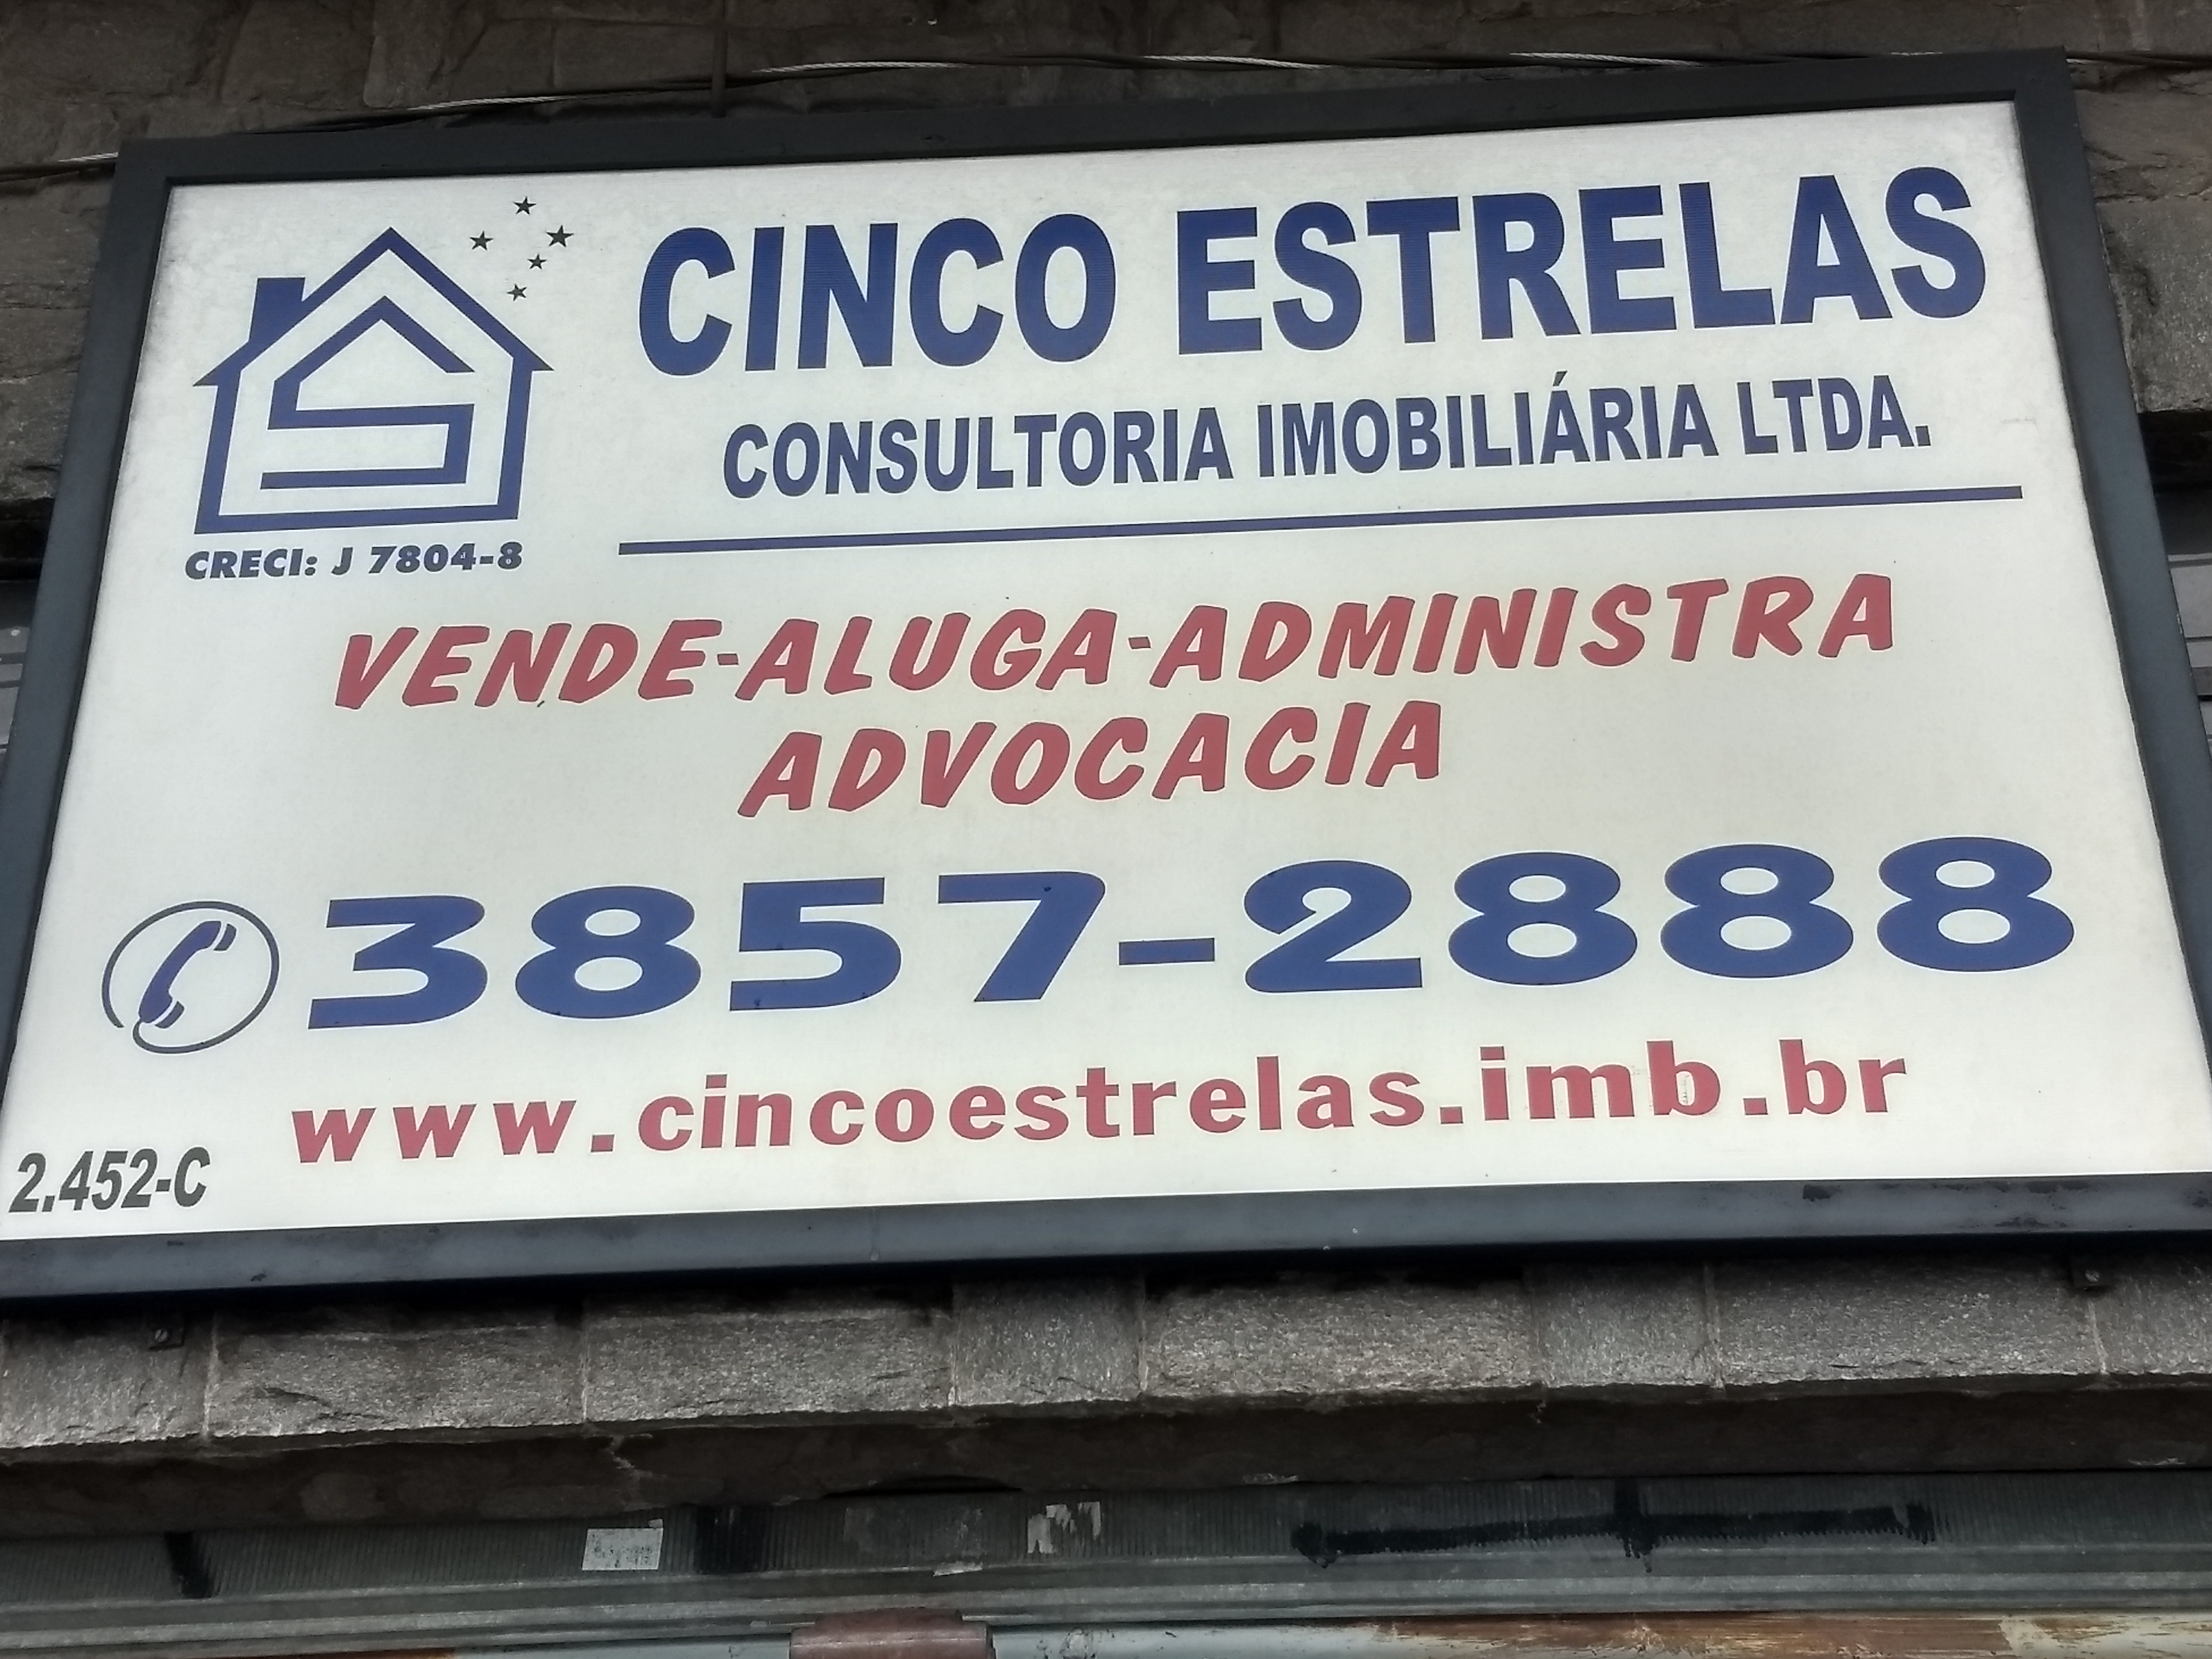 CINCO ESTRELAS
CONSULTORIA IMOBILIÁRIA LTDA.
CRECI: J 7804-8
VENDE-ALUGA-ADMINISTRA
ADVOCACIA
3857-2888
www.cincoestrelas.imb.br
2.452-C